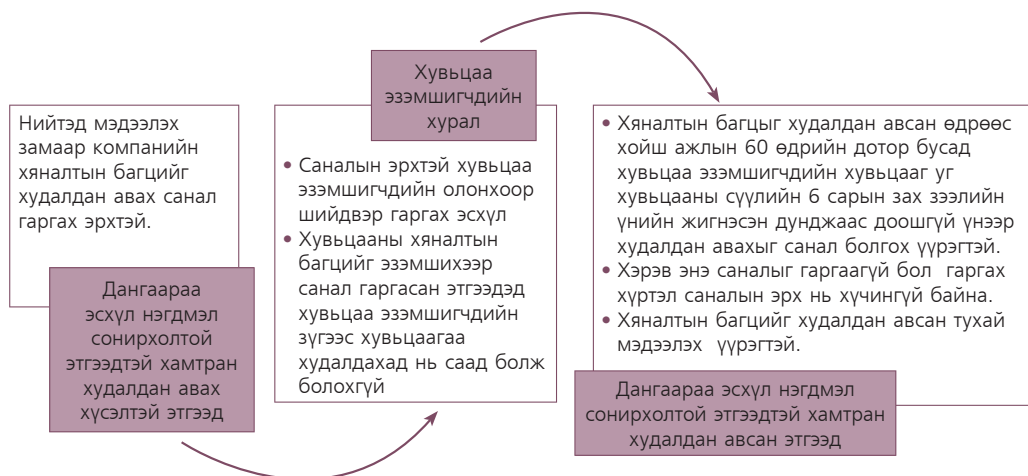 Нийтэд мэдээлэх
замаар компанийн
хяналтын багцийг
худалдан авах санал
гаргах эрхтэй.
Дангаараа
эсхүл нэгдмэл
сонирхолтой
этгээдтэй хамтран
худалдан авах
хүсэлтэй этгээд
Хувьцаа
эзэмшигчдийн
хурал
• Саналын эрхтэй хувьцаа
эзэмшигчдийн олонхоор
шийдвэр гаргах эсхүл
• Хувьцааны хяналтын
багцийг эзэмшихээр
санал гаргасан этгээдэд
хувьцаа эзэмшигчдийн
зүгээс хувьцаагаа
худалдахад нь саад болж
болохгүй
• Хяналтын багцыг худалдан авсан өдрөөс
хойш ажлын 60 өдрийн дотор бусад
хувьцаа эзэмшигчдийн хувьцааг уг
хувьцааны сүүлийн 6 сарын зах зээлийн
үнийн жигнэсэн дунджаас доошгүй үнээр
худалдан авахыг санал болгох үүрэгтэй.
• Хэрэв энэ саналыг гаргаагүй бол гаргах
хүртэл саналын эрх нь хүчингүй байна.
• Хяналтын багцийг худалдан авсан тухай
мэдээлэх үүрэгтэй.
Дангаараа эсхүл нэгдмэл
сонирхолтой этгээдтэй хамтран
худалдан авсан этгээд